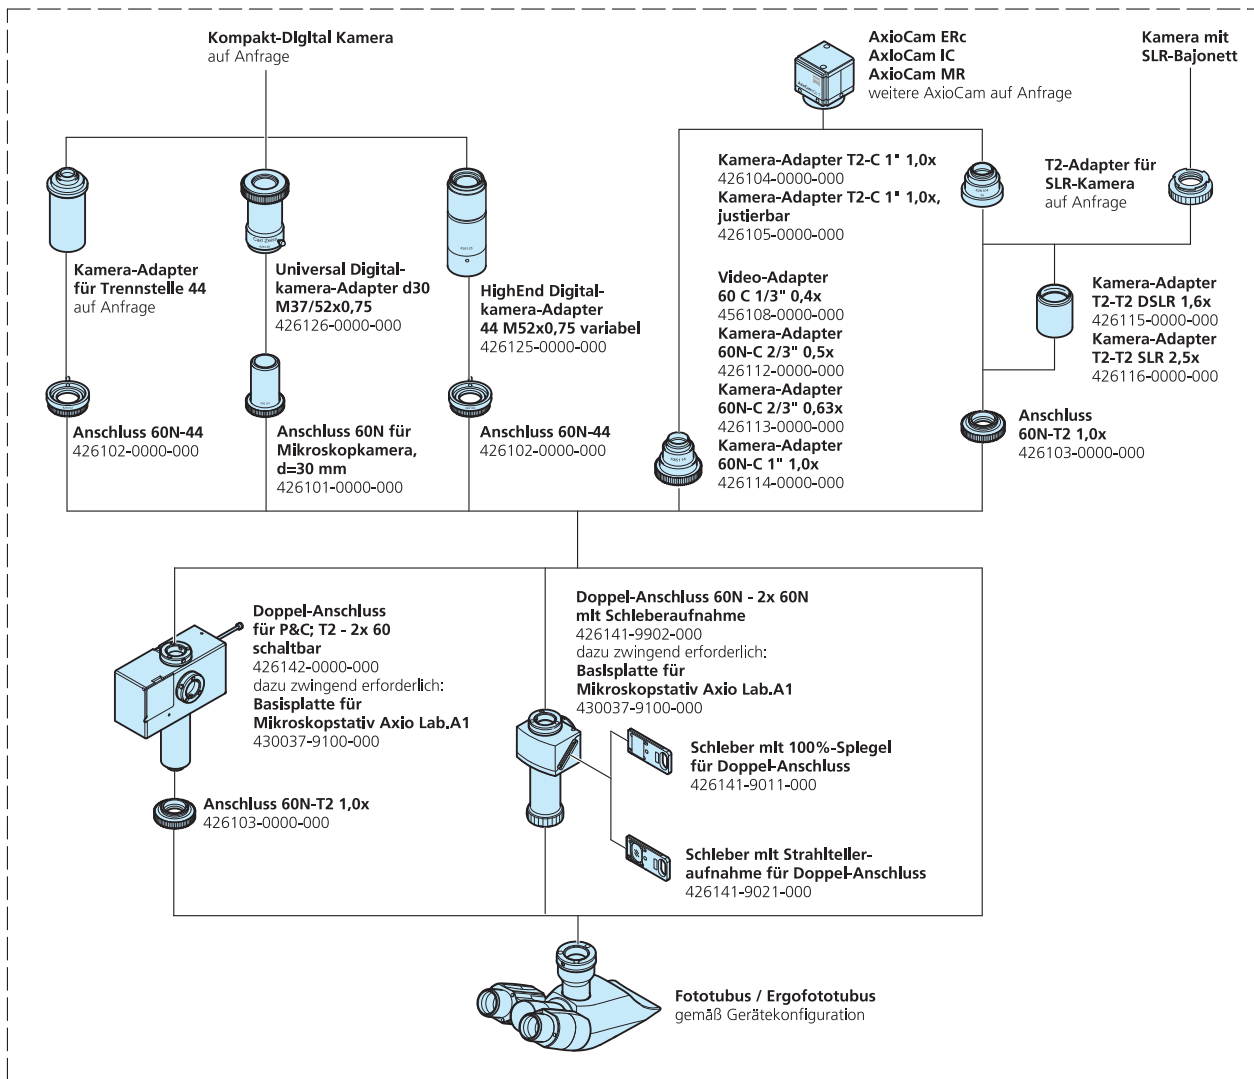 Kompakt-Digital Kamera
auf Anfrage
AxioCam ERc
AxioCam IC
AxioCam MR
weitere AxioCam auf Anfrage
Kamera mit
SLR-Bajonett
Kamera-Adapter T2-C 1" 1,0x
426104-0000-000
Kamera-Adapter T2-C 1" 1,0x,
justierbar
426105-0000-000
T2-Adapter für
SLR-Kamera
auf Anfrage
Kamera-Adapter
für Trennstelle 44
auf Anfrage
Universal Digital-
kamera-Adapter d30
M37/52x0,75
426126-0000-000
HighEnd Digital-
kamera-Adapter
44 M52x0,75 variabel
426125-0000-000
Video-Adapter
60 C 1/3" 0,4x
456108-0000-000
Kamera-Adapter
60N-C 2/3" 0,5x
426112-0000-000
Kamera-Adapter
60N-C 2/3" 0,63x
426113-0000-000
Kamera-Adapter
60N-C 1" 1,0x
426114-0000-000
Kamera-Adapter
T2-T2 DSLR 1,6x
426115-0000-000
Kamera-Adapter
T2-T2 SLR 2,5x
426116-0000-000
Anschluss 60N-44
426102-0000-000
Anschluss 60N für
Mikroskopkamera,
d=30 mm
426101-0000-000
Anschluss 60N-44
426102-0000-000
Anschluss
60N-T2 1,0x
426103-0000-000
Doppel-Anschluss
für P&C; T2 - 2x 60
schaltbar
426142-0000-000
dazu zwingend erforderlich:
Basisplatte für
Mikroskopstativ Axio Lab.A1
430037-9100-000
Doppel-Anschluss 60N - 2x 60N
mit Schieberaufnahme
426141-9902-000
dazu zwingend erforderlich:
Basisplatte für
Mikroskopstativ Axio Lab.A1
430037-9100-000
Schieber mit 100%-Spiegel
für Doppel-Anschluss
426141-9011-000
Anschluss 60N-T2 1,0x
426103-0000-000
Schieber mit Strahlteiler-
aufnahme für Doppel-Anschluss
426141-9021-000
Fototubus / Ergofototubus
gemäß Gerätekonfiguration